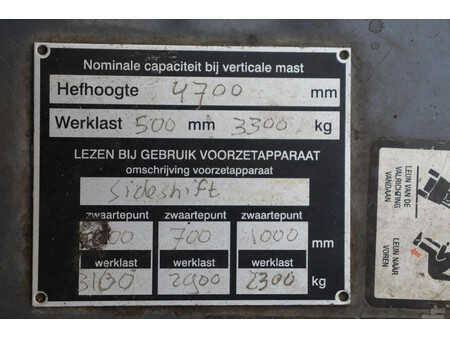 Nominale capaciteit bij verticale mast
Hefhoogte 4700 mm
Werklast 500 mm 3300 kg
LEZEN BIJ GEBRUIK VOORZETAPPARAAT
omschrijving voorzetapparaat
sideshift
zwaartepunt zwaartepunt zwaartepunt
700 1000 mm
werklast werklast werklast
3100 2900 2300 kg
LEUN VAN DE
VALRICHTING
VANDAAN
LEUN NAAR
VOREN